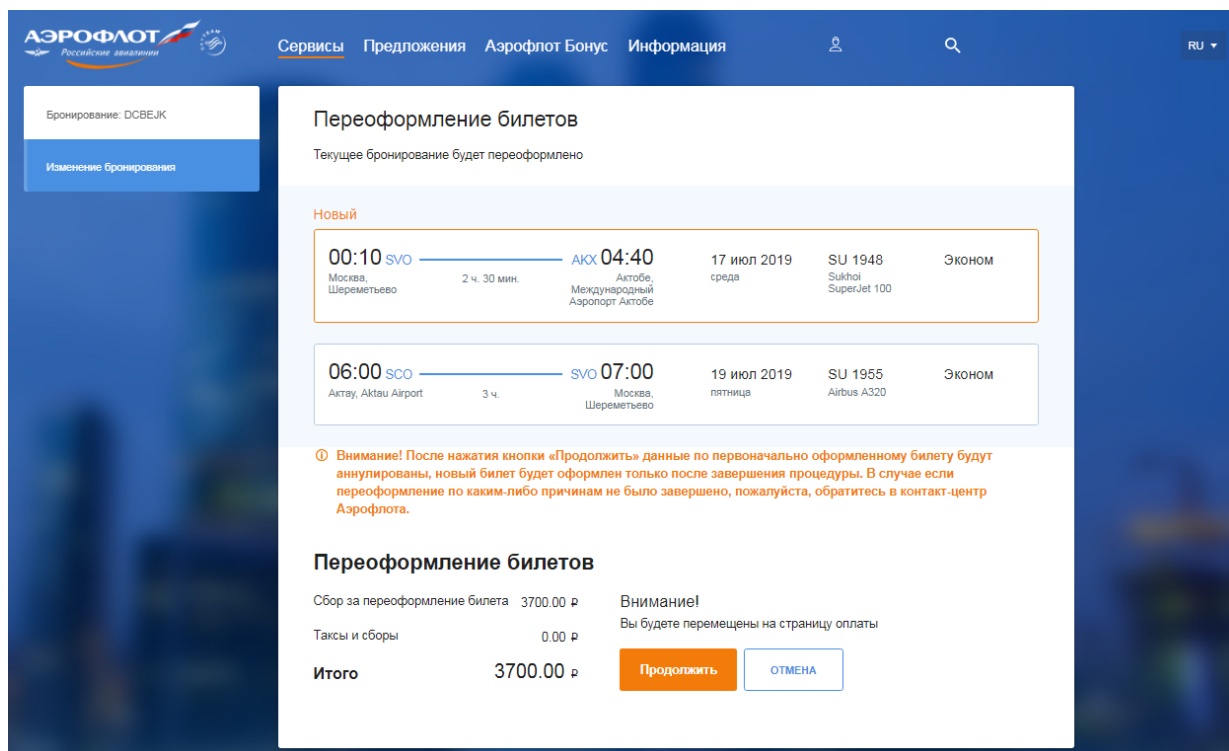 АЭРОФЛОТ
Российские авиалинии
Сервисы Предложения Аэрофлот Бонус Информация
RU
Бронирование: DCBEJK
Изменение бронирования
Переоформление билетов
Текущее бронирование будет переоформлено
Новый
00:10 SVO AKX 04:40 17 июл 2019 SU 1948 Эконом
Москва, Шереметьево 2 ч. 30 мин. Актобе, Международный Аэропорт Актобе среда Sukhoi SuperJet 100
06:00 SCO SVO 07:00 19 июл 2019 SU 1955 Эконом
Актау, Aktau Airport 3 ч. Москва, Шереметьево пятница Airbus A320
Внимание! После нажатия кнопки «Продолжить» данные по первоначально оформленному билету будут
аннулированы, новый билет будет оформлен только после завершения процедуры. В случае если
переоформление по каким-либо причинам не было завершено, пожалуйста, обратитесь в контакт-центр
Аэрофлота.
Переоформление билетов
Сбор за переоформление билета 3700.00 ₽
Таксы и сборы 0.00 ₽
Итого 3700.00 ₽
Внимание!
Вы будете перемещены на страницу оплаты
Продолжить ОТМЕНА